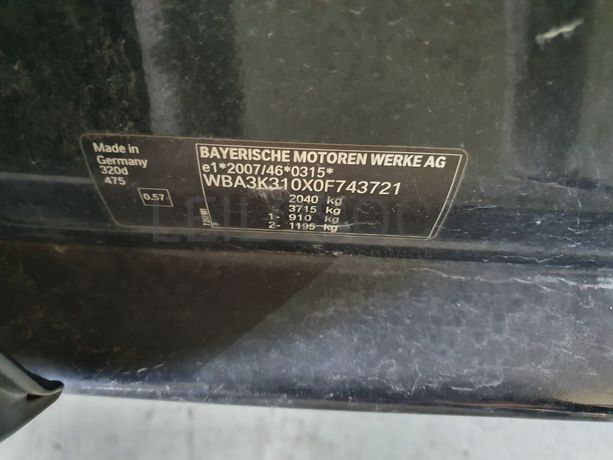 Made in
Germany
320d
475
0.57
BAYERISCHE MOTOREN WERKE AG
e1*2007/46*0315*
WBA3K310X0F743721
2040 kg
3715 kg
1- 910 kg
2- 1195 kg